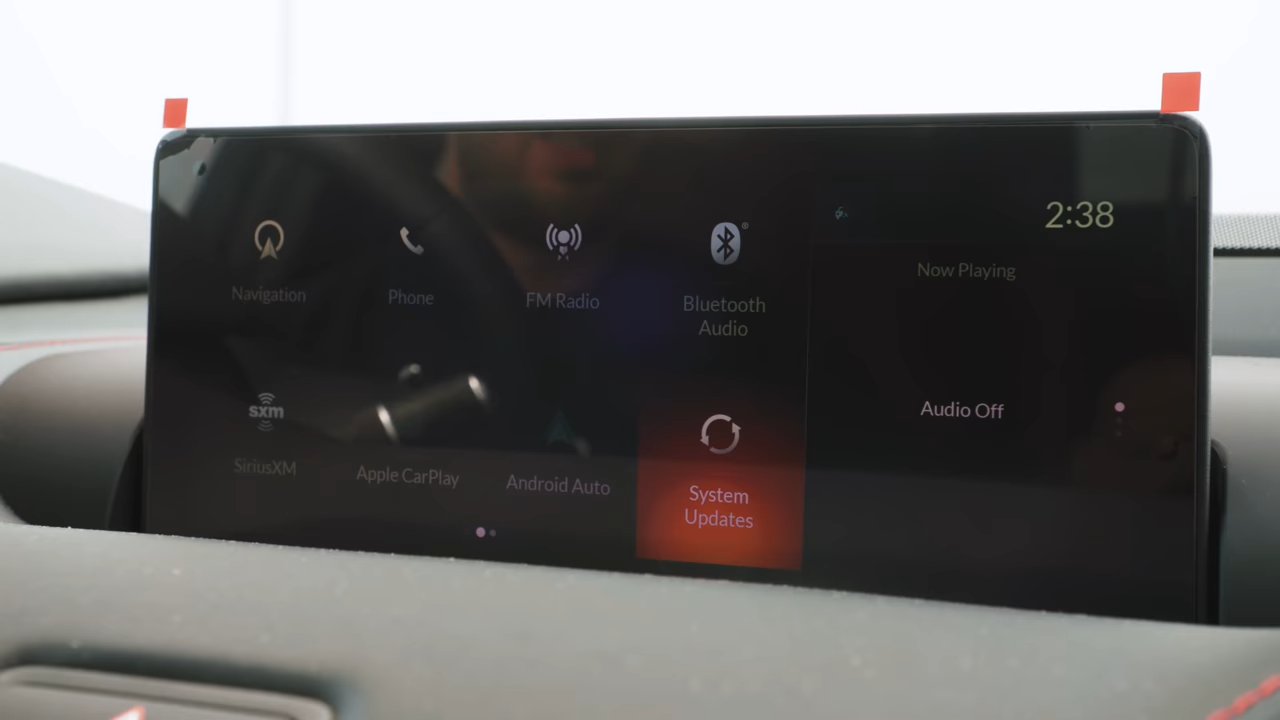 2:38
Navigation
Phone
FM Radio
Bluetooth
Audio
Now Playing
sxm
SiriusXM
Apple CarPlay
Android Auto
System
Updates
Audio Off